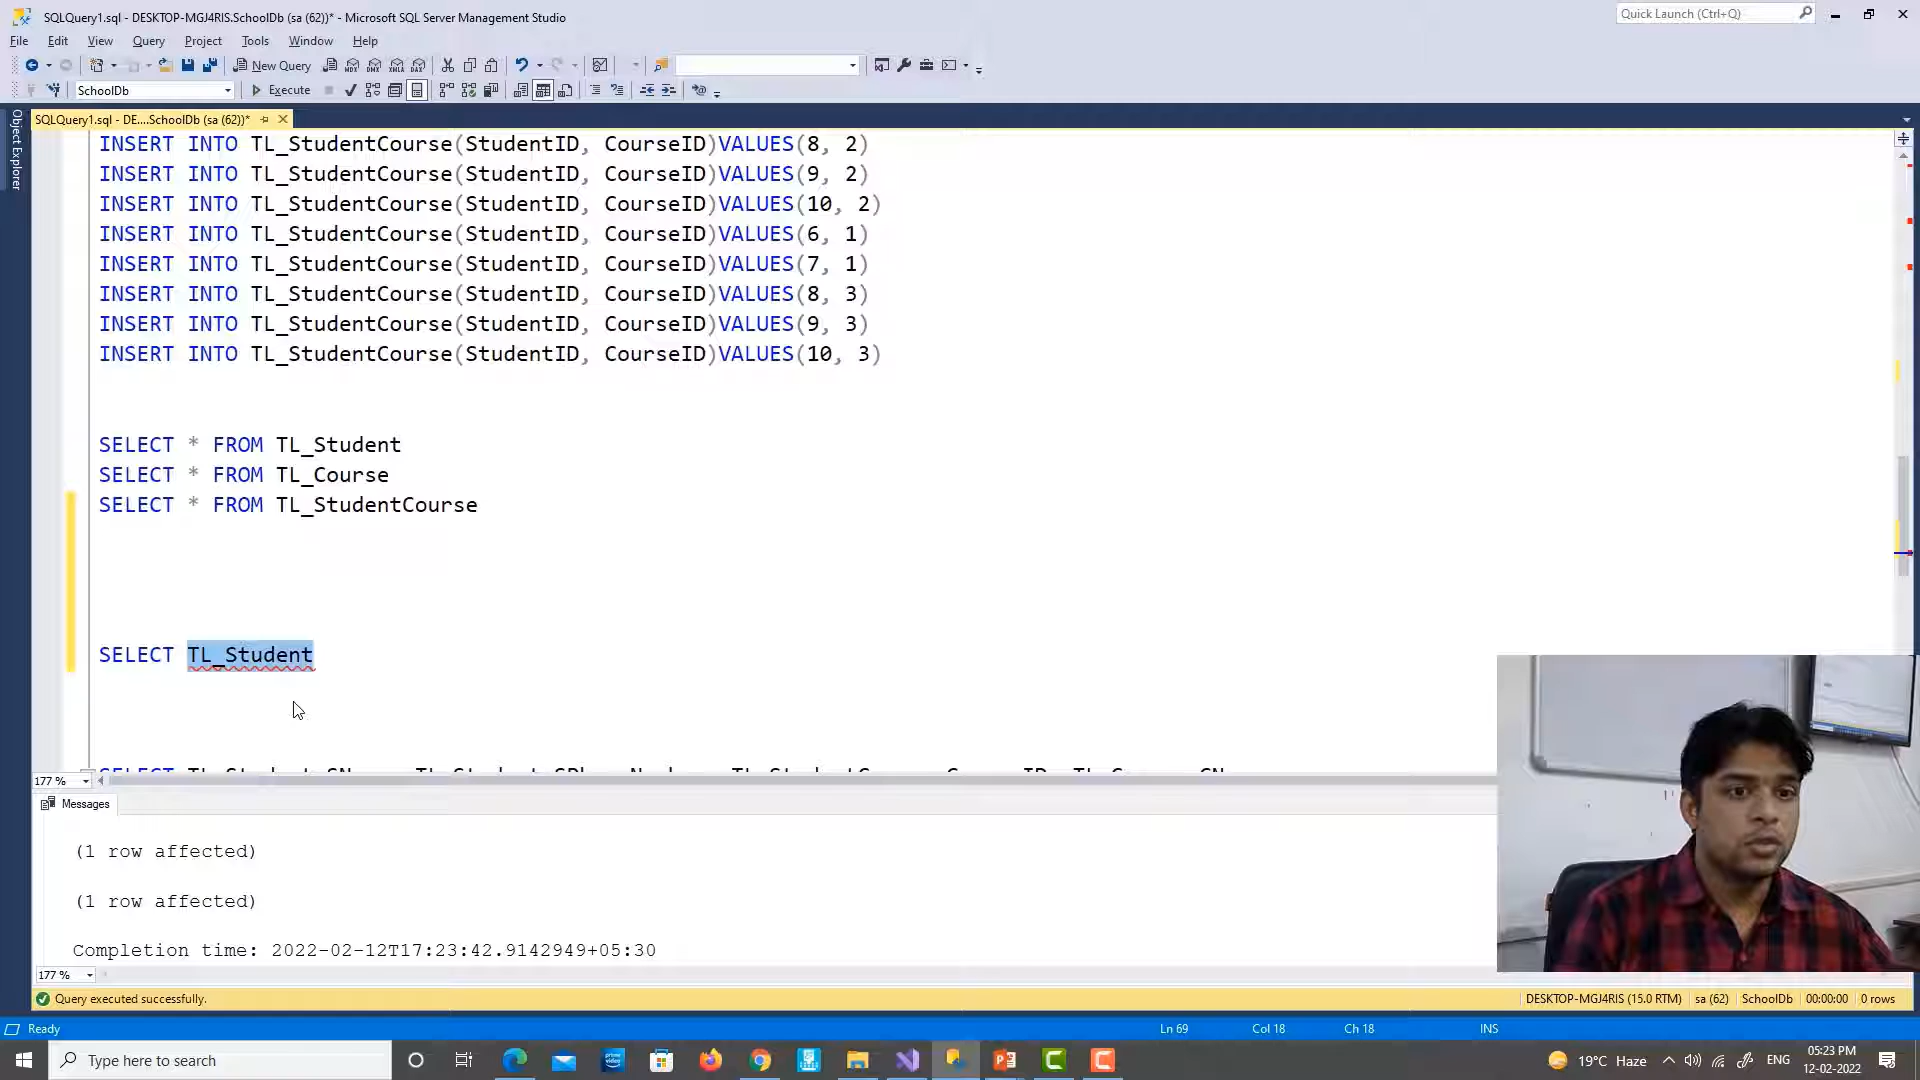 SQLQuery1.sql - DESKTOP-MGJ4RIS.SchoolDb (sa (62))* - Microsoft SQL Server Management Studio
Quick Launch (Ctrl+Q)
File Edit View Query Project Tools Window Help
New Query
SchoolDb
Execute
SQLQuery1.sql - DE....SchoolDb (sa (62))*
Object Explorer
INSERT INTO TL_StudentCourse(StudentID, CourseID)VALUES(8, 2)
INSERT INTO TL_StudentCourse(StudentID, CourseID)VALUES(9, 2)
INSERT INTO TL_StudentCourse(StudentID, CourseID)VALUES(10, 2)
INSERT INTO TL_StudentCourse(StudentID, CourseID)VALUES(6, 1)
INSERT INTO TL_StudentCourse(StudentID, CourseID)VALUES(7, 1)
INSERT INTO TL_StudentCourse(StudentID, CourseID)VALUES(8, 3)
INSERT INTO TL_StudentCourse(StudentID, CourseID)VALUES(9, 3)
INSERT INTO TL_StudentCourse(StudentID, CourseID)VALUES(10, 3)
SELECT * FROM TL_Student
SELECT * FROM TL_Course
SELECT * FROM TL_StudentCourse
SELECT TL_Student
177 %
Messages
(1 row affected)
(1 row affected)
Completion time: 2022-02-12T17:23:42.9142949+05:30
177 %
Query executed successfully.
DESKTOP-MGJ4RIS (15.0 RTM) sa (62) SchoolDb 00:00:00 0 rows
Ready
Ln 69 Col 18 Ch 18 INS
Type here to search
19°C Haze
ENG
05:23 PM
12-02-2022